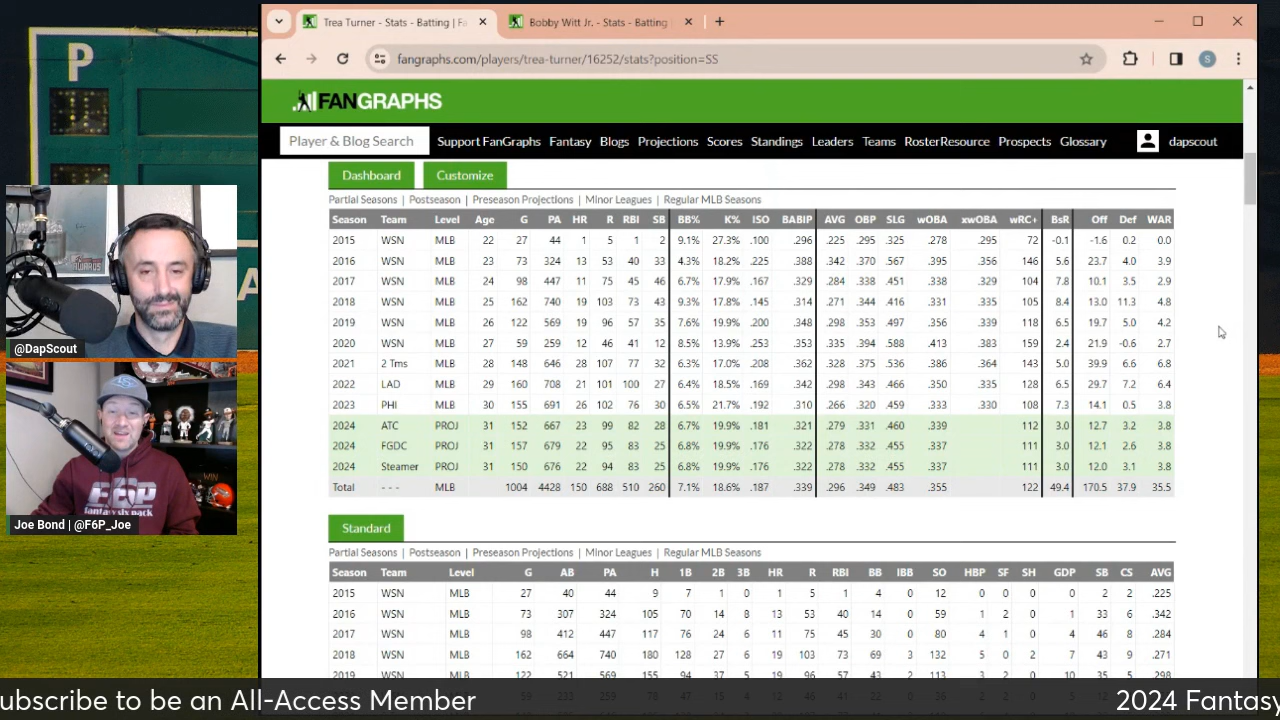 P
A
@DapScout
Joe Bond | @F6P_Joe
F6P
fantasy six pack
WIN
Trea Turner - Stats - Batting | Fa
Bobby Witt Jr. - Stats - Batting
fangraphs.com/players/trea-turner/16252/stats?position=SS
FANGRAPHS
Player & Blog Search Support FanGraphs Fantasy Blogs Projections Scores Standings Leaders Teams RosterResource Prospects Glossary dapscout
Dashboard Customize
Partial Seasons | Postseason | Preseason Projections | Minor Leagues | Regular MLB Seasons
Season Team Level Age G PA HR R RBI SB BB% K% ISO BABIP AVG OBP SLG wOBA xwOBA wRC+ BsR Off Def WAR
2015 WSN MLB 22 27 44 1 5 1 2 9.1% 27.3% .100 .296 .225 .295 .325 .278 .295 72 -0.1 -1.6 0.2 0.0
2016 WSN MLB 23 73 324 13 53 40 33 4.3% 18.2% .225 .388 .342 .370 .567 .395 .356 146 5.6 23.7 4.0 3.9
2017 WSN MLB 24 98 447 11 75 45 46 6.7% 17.9% .167 .329 .284 .338 .451 .338 .329 104 7.8 10.1 3.5 2.9
2018 WSN MLB 25 162 740 19 103 73 43 9.3% 17.8% .145 .314 .271 .344 .416 .331 .335 105 8.4 13.0 11.3 4.8
2019 WSN MLB 26 122 569 19 96 57 35 7.6% 19.9% .200 .348 .298 .353 .497 .356 .339 118 6.5 19.7 5.0 4.2
2020 WSN MLB 27 59 259 12 46 41 12 8.5% 13.9% .253 .353 .335 .394 .588 .413 .383 159 2.4 21.9 -0.6 2.7
2021 2 Tms MLB 28 148 646 28 107 77 32 6.3% 17.0% .208 .362 .328 .375 .536 .386 .364 143 5.0 39.9 6.6 6.8
2022 LAD MLB 29 160 708 21 101 100 27 6.4% 18.5% .169 .342 .298 .343 .466 .350 .335 128 6.5 29.7 7.2 6.4
2023 PHI MLB 30 155 691 26 102 76 30 6.5% 21.7% .192 .310 .266 .320 .459 .333 .330 108 7.3 14.1 0.5 3.8
2024 ATC PROJ 31 152 667 23 99 82 28 6.7% 19.9% .181 .321 .279 .331 .460 .339 112 3.0 12.7 3.2 3.8
2024 FGDC PROJ 31 157 679 22 95 83 25 6.8% 19.9% .176 .322 .278 .332 .455 .337 111 3.0 12.1 2.6 3.8
2024 Steamer PROJ 31 150 676 22 94 83 25 6.8% 19.9% .176 .322 .278 .332 .455 .337 111 3.0 12.0 3.1 3.8
Total - - - MLB 1004 4428 150 688 510 260 7.1% 18.6% .187 .339 .296 .349 .483 .355 122 49.4 170.5 37.9 35.5
Standard
Partial Seasons | Postseason | Preseason Projections | Minor Leagues | Regular MLB Seasons
Season Team Level G AB PA H 1B 2B 3B HR R RBI BB IBB SO HBP SF SH GDP SB CS AVG
2015 WSN MLB 27 40 44 9 7 1 0 1 5 1 4 0 12 0 0 0 0 2 2 .225
2016 WSN MLB 73 307 324 105 76 14 8 13 53 40 14 0 59 1 2 0 1 33 6 .342
2017 WSN MLB 98 412 447 117 76 24 6 11 75 45 30 0 80 4 1 0 4 46 8 .284
2018 WSN MLB 162 664 740 180 128 27 6 19 103 73 69 3 132 5 0 2 7 43 9 .271
2019 WSN MLB 122 521 569 155 94 37 5 19 96 57 43 2 113 3 2 0 10 35 5 .298
ubscribe to be an All-Access Member
2024 Fantasy